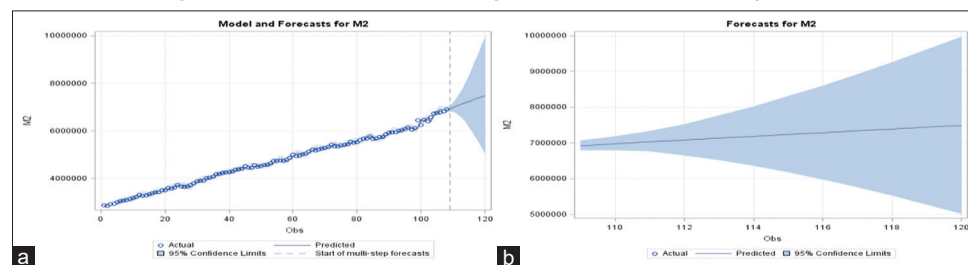 Model and Forecasts for M2
10000000
8000000
6000000
4000000
M2
0 20 40 60 80 100 120
Obs
Actual Predicted
95% Confidence Limits Start of multi-step forecasts
a
Forecasts for M2
10000000
9000000
8000000
7000000
6000000
5000000
M2
110 112 114 116 118 120
Obs
Actual Predicted 95% Confidence Limits
b